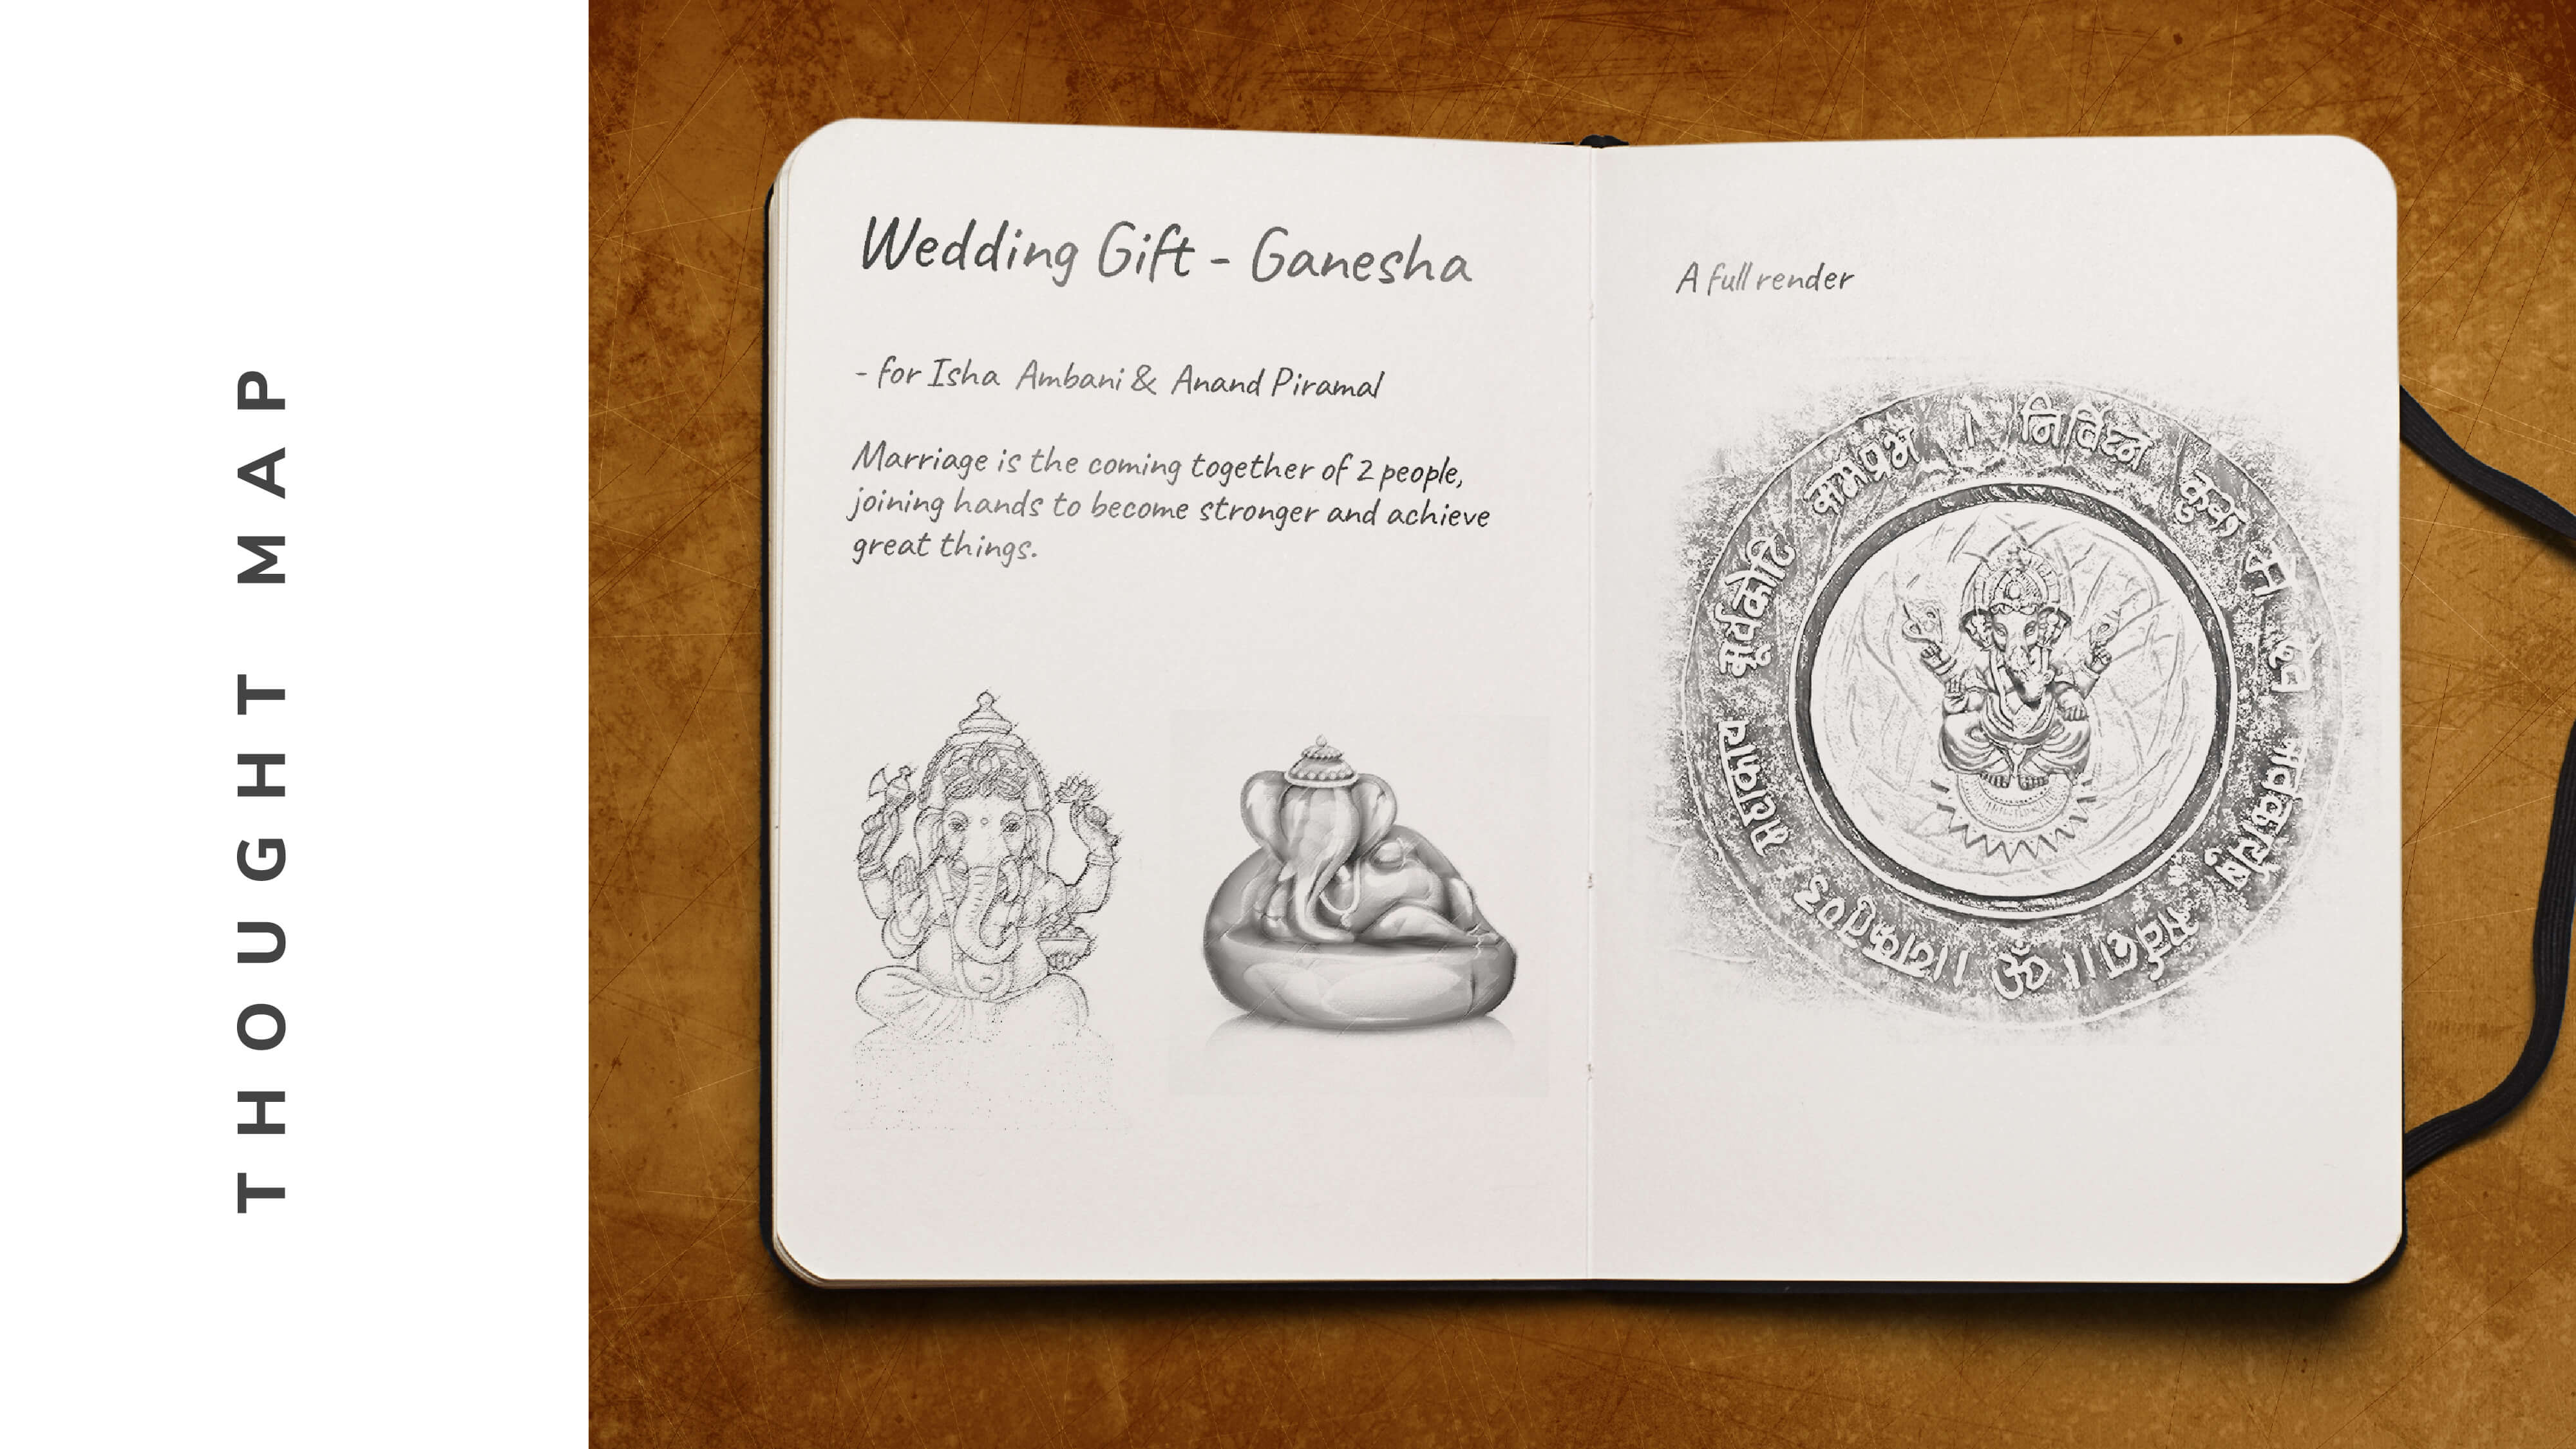 THOUGHT MAP
Wedding Gift - Ganesha
- for Isha Ambani & Anand Piramal
Marriage is the coming together of 2 people,
joining hands to become stronger and achieve
great things.
A full render
ॐ ।। वक्रतुण्ड महाकाय सूर्यकोटि समप्रभ । निर्विघ्नं कुरु मे देव सर्वकार्येषु सर्वदा ।।